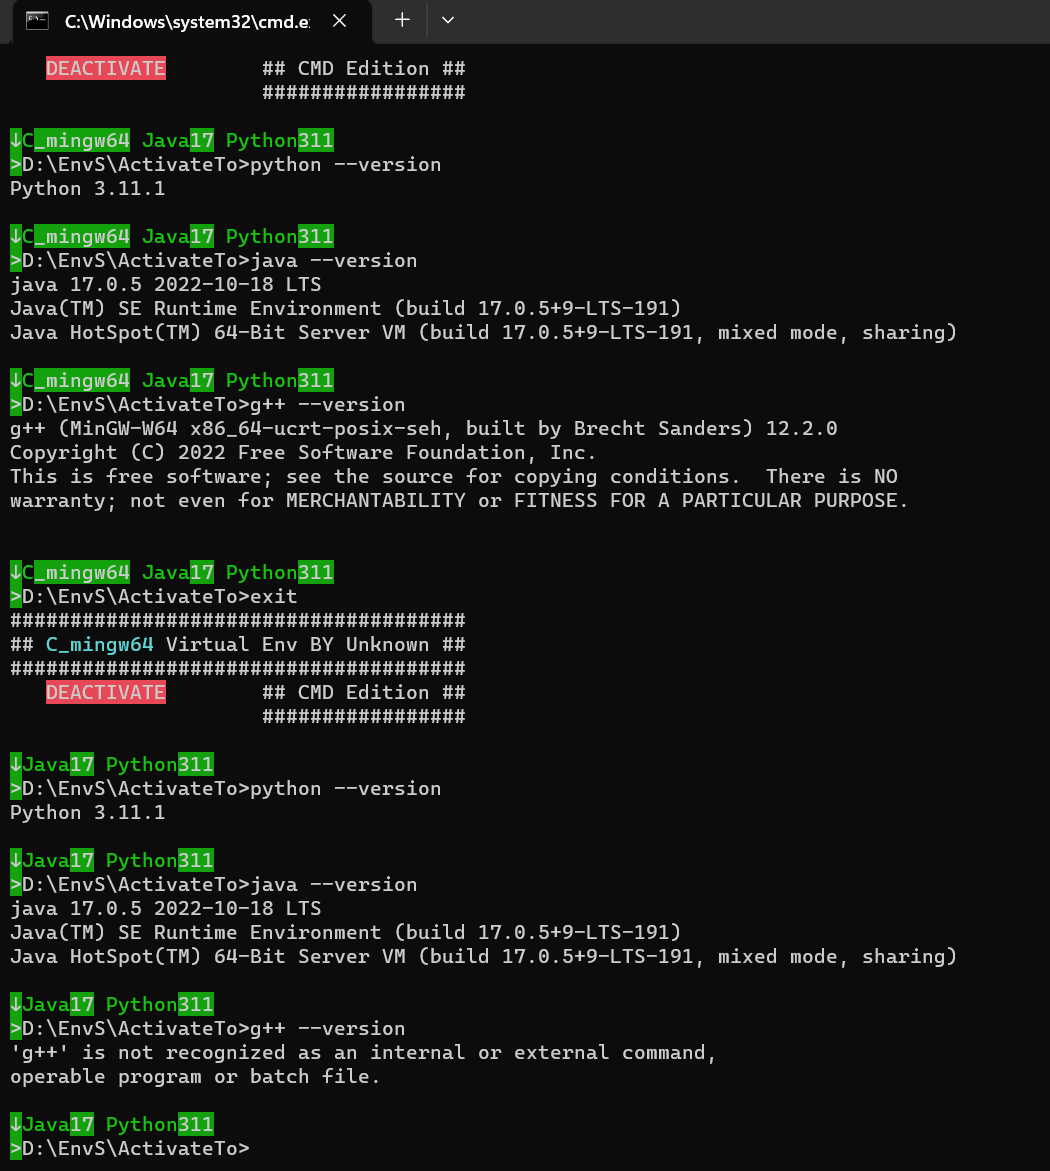 C:\Windows\system32\cmd.e
DEACTIVATE ## CMD Edition ##
#################
↓C_mingw64 Java17 Python311
>D:\EnvS\ActivateTo>python --version
Python 3.11.1
↓C_mingw64 Java17 Python311
>D:\EnvS\ActivateTo>java --version
java 17.0.5 2022-10-18 LTS
Java(TM) SE Runtime Environment (build 17.0.5+9-LTS-191)
Java HotSpot(TM) 64-Bit Server VM (build 17.0.5+9-LTS-191, mixed mode, sharing)
↓C_mingw64 Java17 Python311
>D:\EnvS\ActivateTo>g++ --version
g++ (MinGW-W64 x86_64-ucrt-posix-seh, built by Brecht Sanders) 12.2.0
Copyright (C) 2022 Free Software Foundation, Inc.
This is free software; see the source for copying conditions.  There is NO
warranty; not even for MERCHANTABILITY or FITNESS FOR A PARTICULAR PURPOSE.
↓C_mingw64 Java17 Python311
>D:\EnvS\ActivateTo>exit
######################################
## C_mingw64 Virtual Env BY Unknown ##
######################################
DEACTIVATE ## CMD Edition ##
#################
↓Java17 Python311
>D:\EnvS\ActivateTo>python --version
Python 3.11.1
↓Java17 Python311
>D:\EnvS\ActivateTo>java --version
java 17.0.5 2022-10-18 LTS
Java(TM) SE Runtime Environment (build 17.0.5+9-LTS-191)
Java HotSpot(TM) 64-Bit Server VM (build 17.0.5+9-LTS-191, mixed mode, sharing)
↓Java17 Python311
>D:\EnvS\ActivateTo>g++ --version
'g++' is not recognized as an internal or external command,
operable program or batch file.
↓Java17 Python311
>D:\EnvS\ActivateTo>